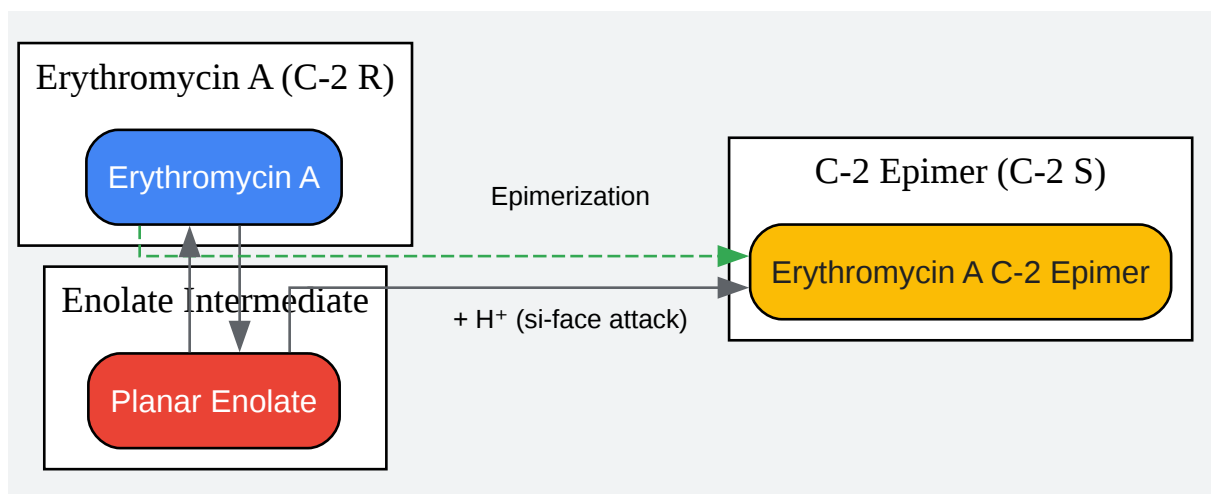 Erythromycin A (C-2 R)
Erythromycin A
Enolate Intermediate
Planar Enolate
Epimerization
+ H⁺ (si-face attack)
C-2 Epimer (C-2 S)
Erythromycin A C-2 Epimer